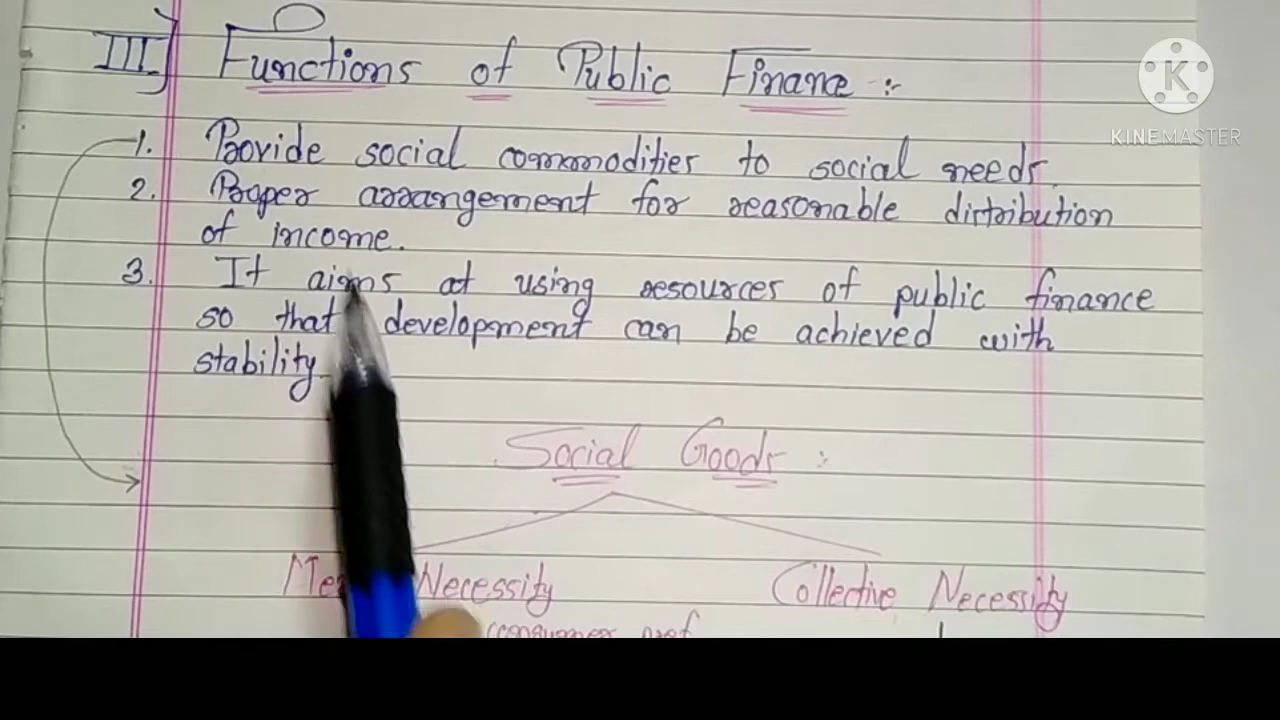 III] Functions of Public Finance :-
KINEMASTER
1. Provide social commodities to social needs.
2. Proper arrangement for reasonable distribution
of income.
3. It aims at using resources of public finance
so that development can be achieved with
stability.
Social Goods :
Necessity Collective Necessity
consumer pref